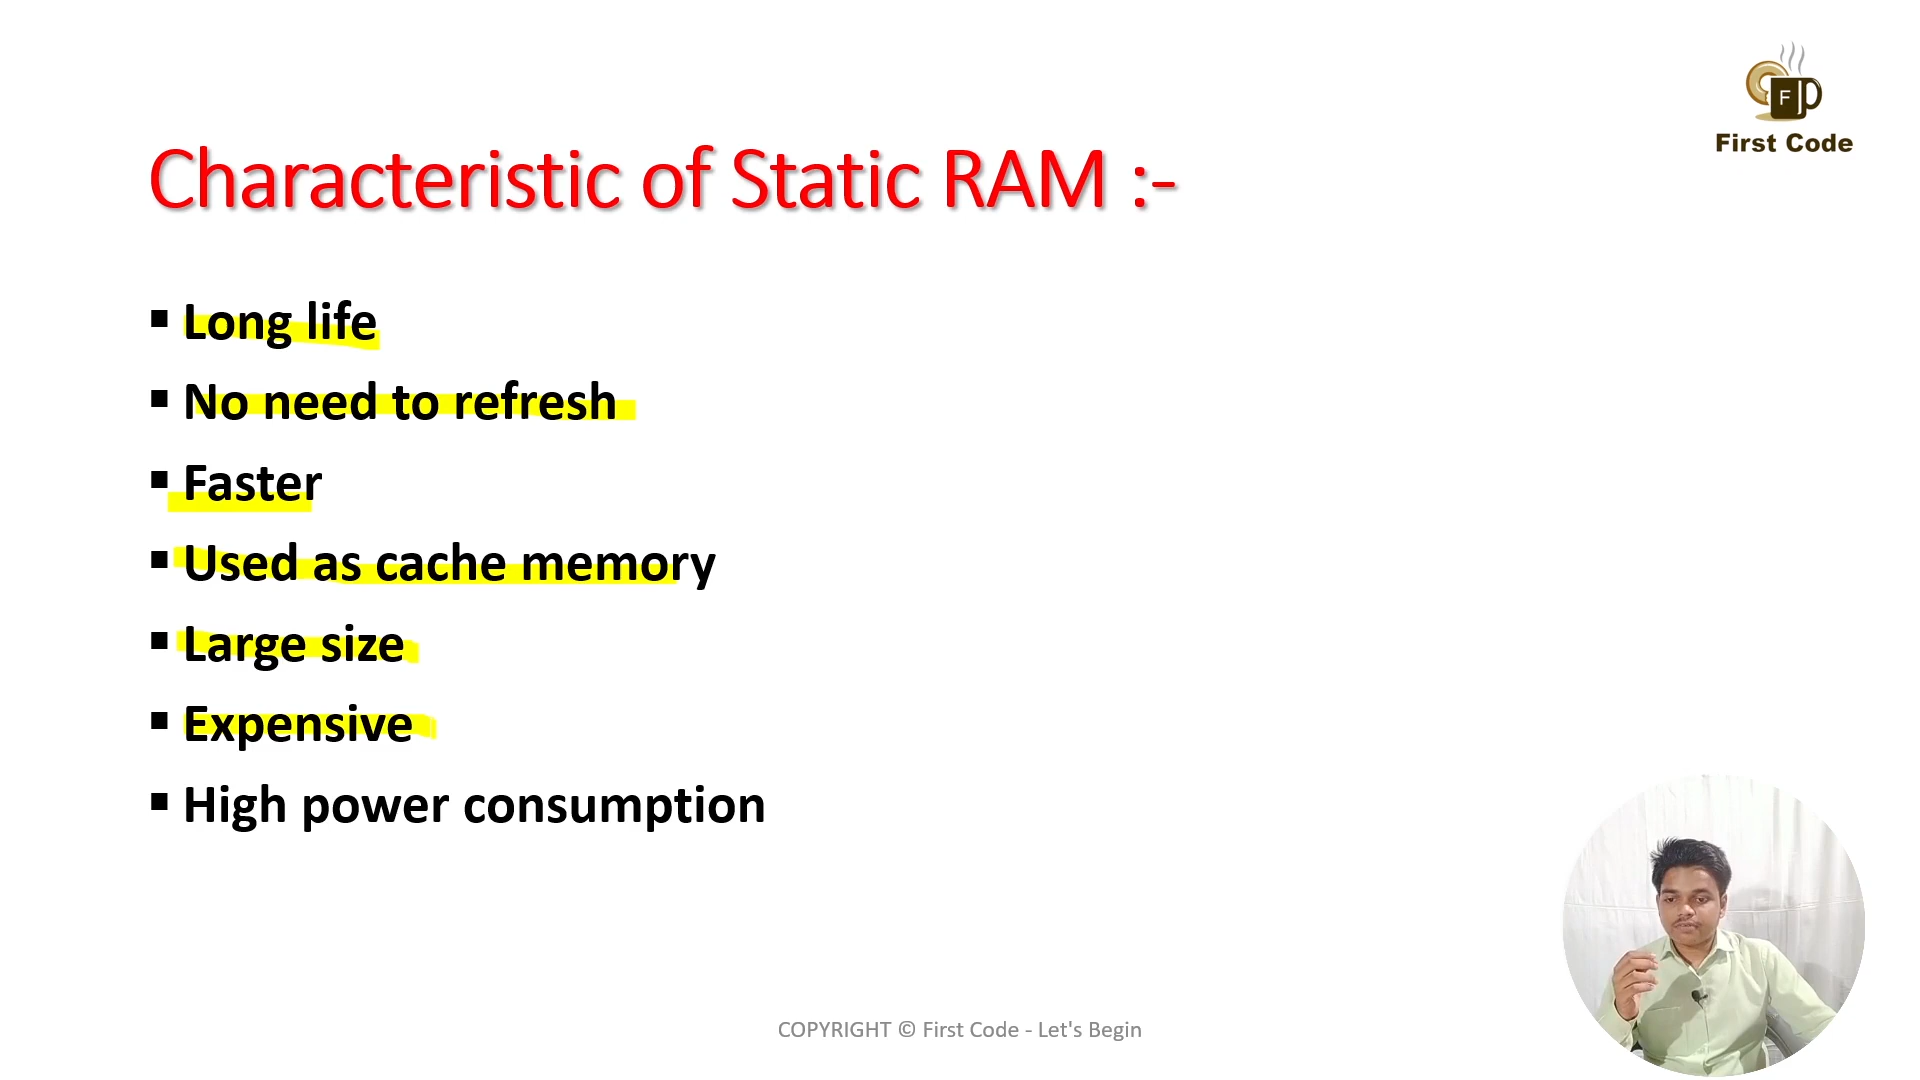 F
First Code
Characteristic of Static RAM :-
▪ Long life
▪ No need to refresh
▪ Faster
▪ Used as cache memory
▪ Large size
▪ Expensive
▪ High power consumption
COPYRIGHT © First Code - Let's Begin